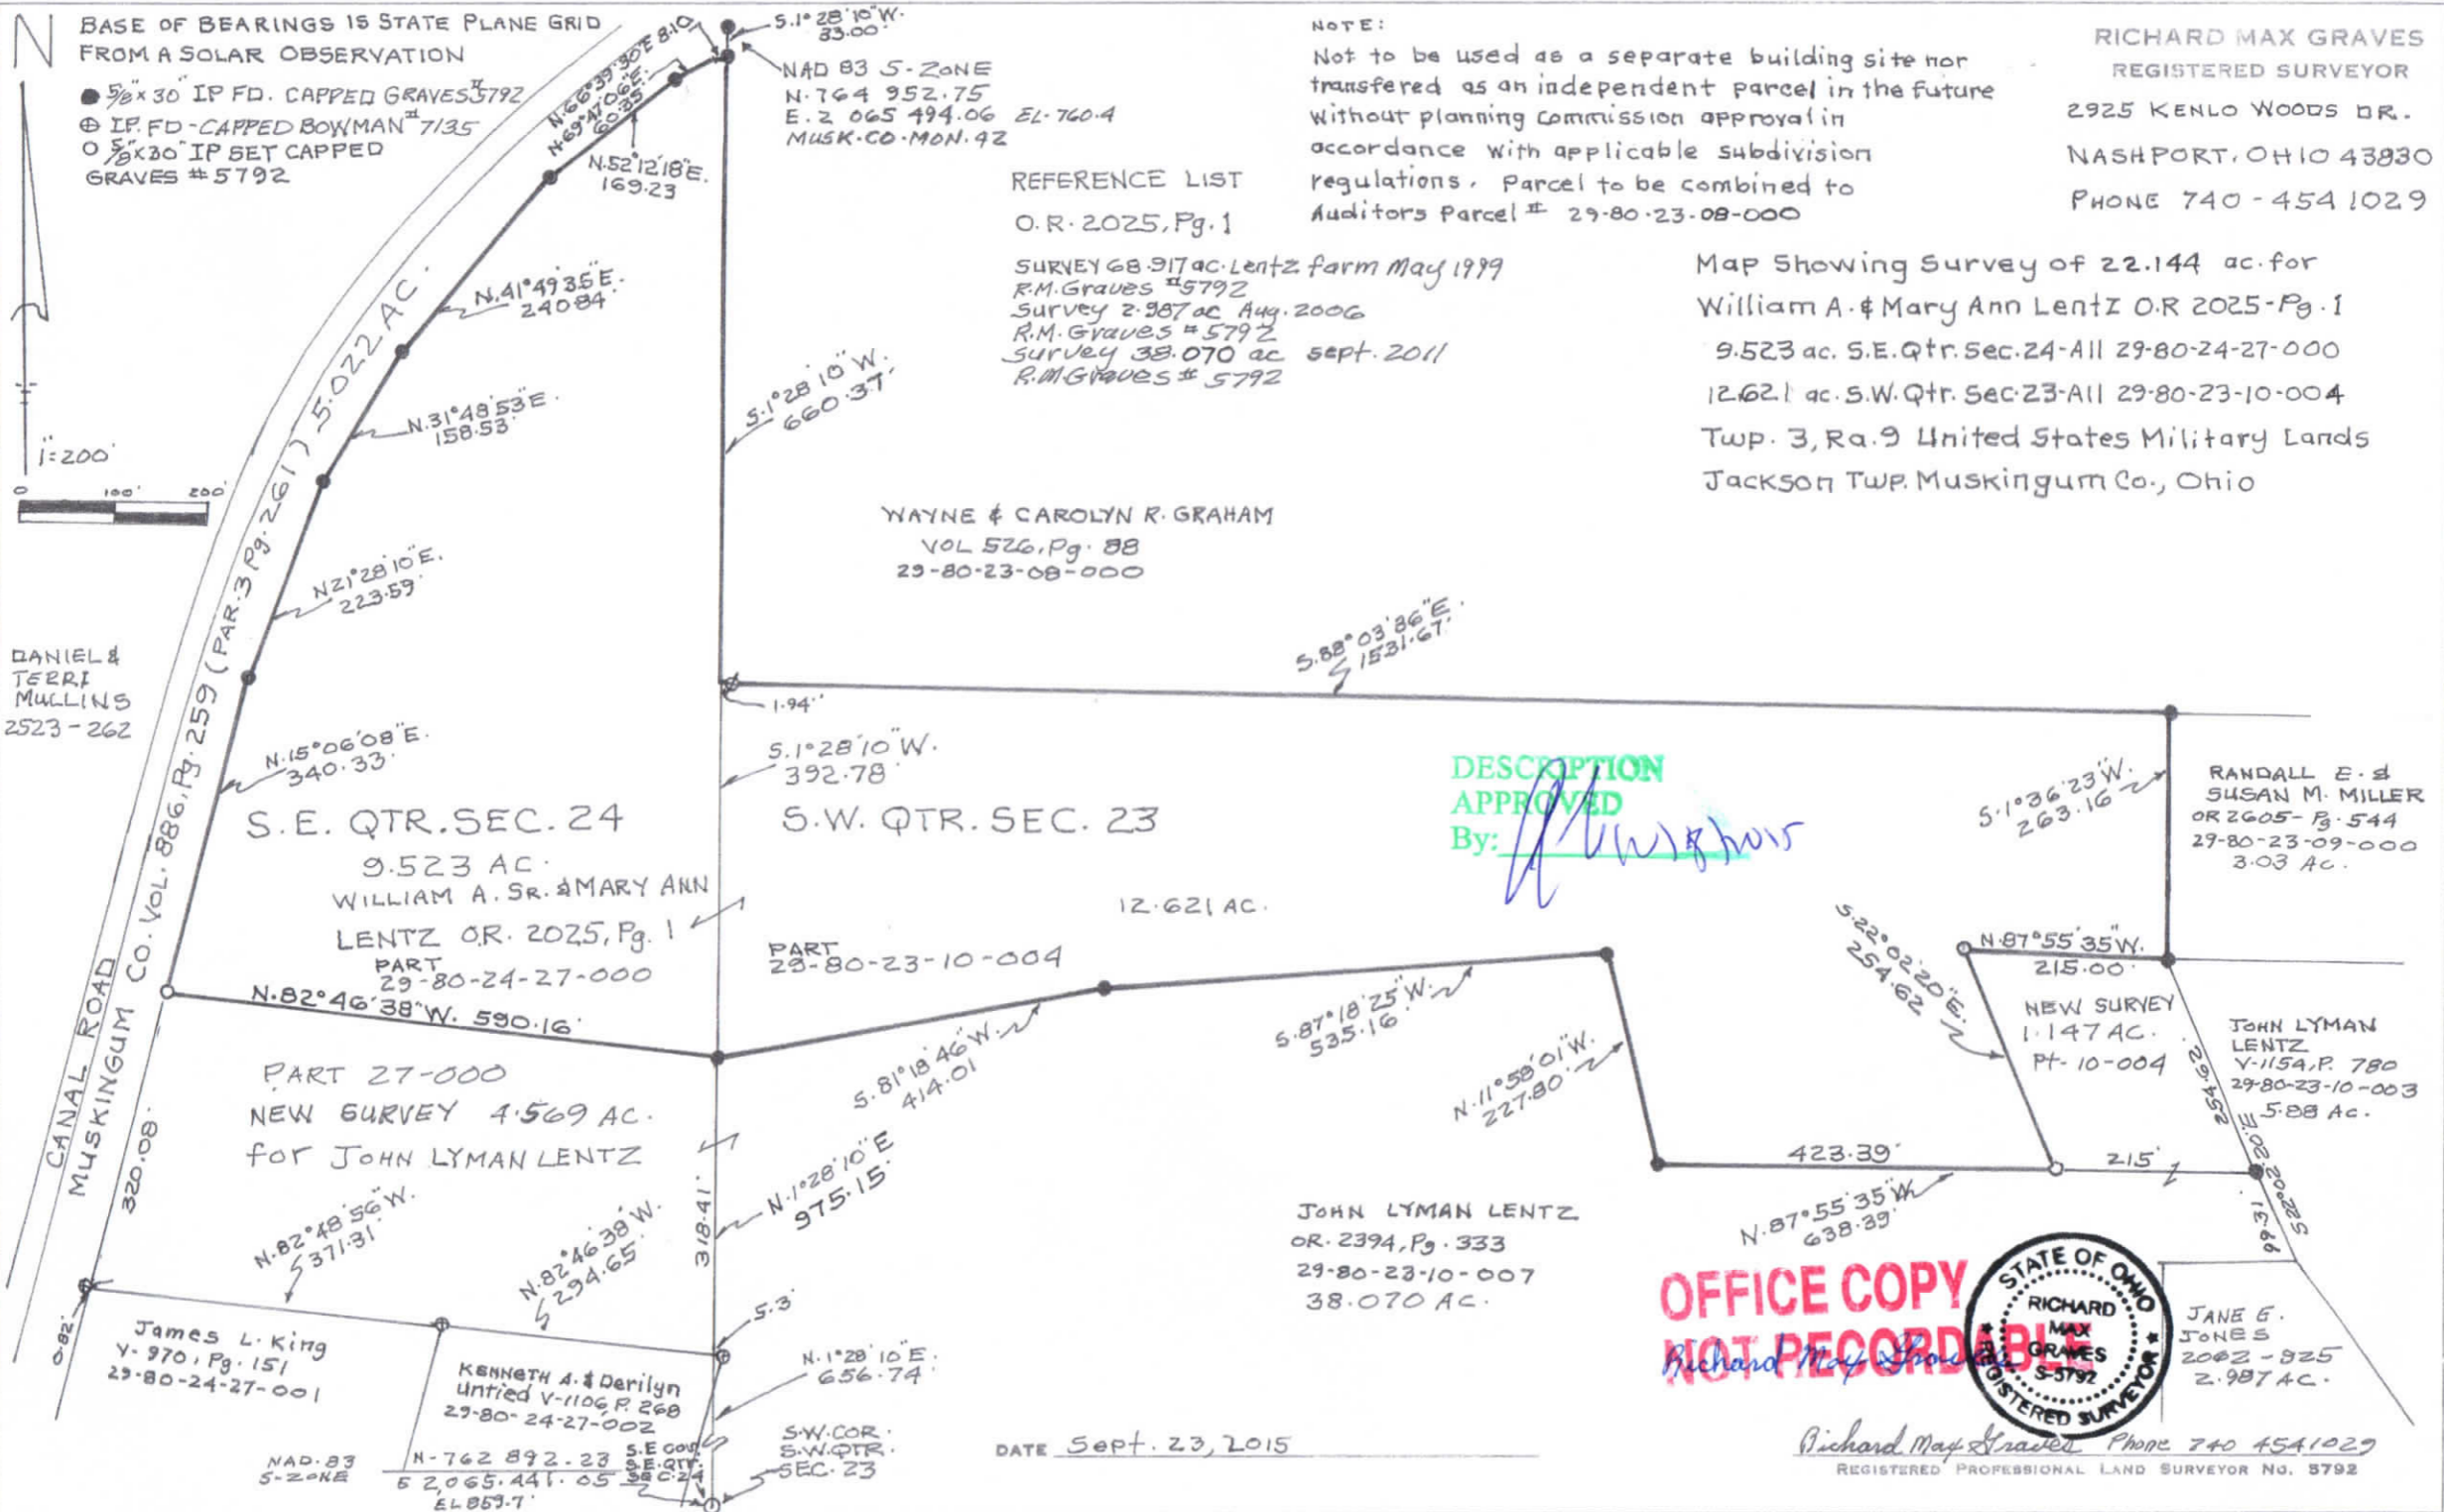 N
BASE OF BEARINGS IS STATE PLANE GRID
FROM A SOLAR OBSERVATION
5/8"x30" IP FD. CAPPED GRAVES #5792
IP. FD-CAPPED BOWMAN #7135
5/8"x30" IP SET CAPPED
GRAVES #5792
1"=200'
0 100' 200'
S.1°28'10"W.
33.00'
NAD 83 S-ZONE
N.764 952.75
E.2 065 494.06 EL-760.4
MUSK.CO.MON.42
N.66°39'30"E 8.10
N.69°47'06"E.
60.35'
N.52°12'18"E.
169.23
N.41°49'35"E.
240.84
N.31°48'53"E.
158.53'
N21°28'10"E.
223.59'
N.15°06'08"E.
340.33'
NOTE:
Not to be used as a separate building site nor
transfered as an independent parcel in the future
without planning commission approval in
accordance with applicable subdivision
regulations. Parcel to be combined to
Auditors Parcel # 29-80-23-08-000
RICHARD MAX GRAVES
REGISTERED SURVEYOR
2925 KENLO WOODS DR.
NASHPORT, OHIO 43830
PHONE 740-454 1029
REFERENCE LIST
O.R. 2025, Pg. 1
SURVEY 68.917 ac. Lentz farm May 1999
R.M. Graves #5792
Survey 2.987 ac Aug. 2006
R.M. Graves #5792
Survey 38.070 ac Sept. 2011
R.M Graves # 5792
Map Showing Survey of 22.144 ac. for
William A. & Mary Ann Lentz O.R 2025-Pg. 1
9.523 ac. S.E. Qtr. Sec. 24-All 29-80-24-27-000
12.621 ac. S.W. Qtr. Sec. 23-All 29-80-23-10-004
Twp. 3, Ra. 9 United States Military Lands
Jackson Twp. Muskingum Co., Ohio
S.1°28'10"W.
660.37'
WAYNE & CAROLYN R. GRAHAM
VOL 526, Pg. 88
29-80-23-08-000
S.88°03'86"E.
1531.67'
DANIEL &
TERRI
MULLINS
2523-262
CANAL ROAD
MUSKINGUM CO. VOL. 886, Pg. 259 (PAR. 3 Pg. 261) 5.022 AC.
1.94'
S.1°28'10"W.
392.78'
S.E. QTR. SEC. 24
9.523 AC.
WILLIAM A. SR. & MARY ANN
LENTZ O.R. 2025, Pg. 1
PART
29-80-24-27-000
S.W. QTR. SEC. 23
12.621 AC.
PART
29-80-23-10-004
DESCRIPTION
APPROVED
By:
S.1°36'23"W.
263.16
RANDALL E. &
SUSAN M. MILLER
OR 2605-Pg. 544
29-80-23-09-000
3.03 AC.
N.87°55'35"W.
215.00'
S.22°02'20"E.
254.62
NEW SURVEY
1.147 AC.
Pt-10-004
JOHN LYMAN
LENTZ
V-1154, P. 780
29-80-23-10-003
5.88 AC.
S22°02'20"E
254.62
N.82°46'38"W. 590.16'
S.81°18'46"W.
414.01
S.87°18'25"W.
535.16'
N.11°58'01"W.
227.80'
423.39'
215'
N.87°55'35"W.
638.39'
S22°02'20"E
99.31'
PART 27-000
NEW SURVEY 4.569 AC.
for JOHN LYMAN LENTZ
320.08'
N.82°48'56"W.
371.31'
N.82°46'38"W.
294.65'
318.41'
N.1°28'10"E
975.15'
5.3'
0.82'
James L. King
V-970, Pg. 151
29-80-24-27-001
KENNETH A. & Derilyn
Untied V-1106, P. 268
29-80-24-27-002
N.1°28'10"E.
656.74'
JOHN LYMAN LENTZ
OR. 2394, Pg. 333
29-80-23-10-007
38.070 AC.
OFFICE COPY
NOT RECORDABLE
Richard Max Graves
STATE OF OHIO
RICHARD
MAX
GRAVES
S-5792
REGISTERED SURVEYOR
JANE E.
JONES
2002-925
2.987 AC.
NAD-83
S-ZONE
N-762 892.23
E 2,065.441.05
EL 859.7'
S.E COR.
S.E. QTR.
SEC. 24
S.W. COR.
S.W. QTR.
SEC. 23
DATE Sept. 23, 2015
Richard Max Graves Phone 740 4541029
REGISTERED PROFESSIONAL LAND SURVEYOR No. 5792